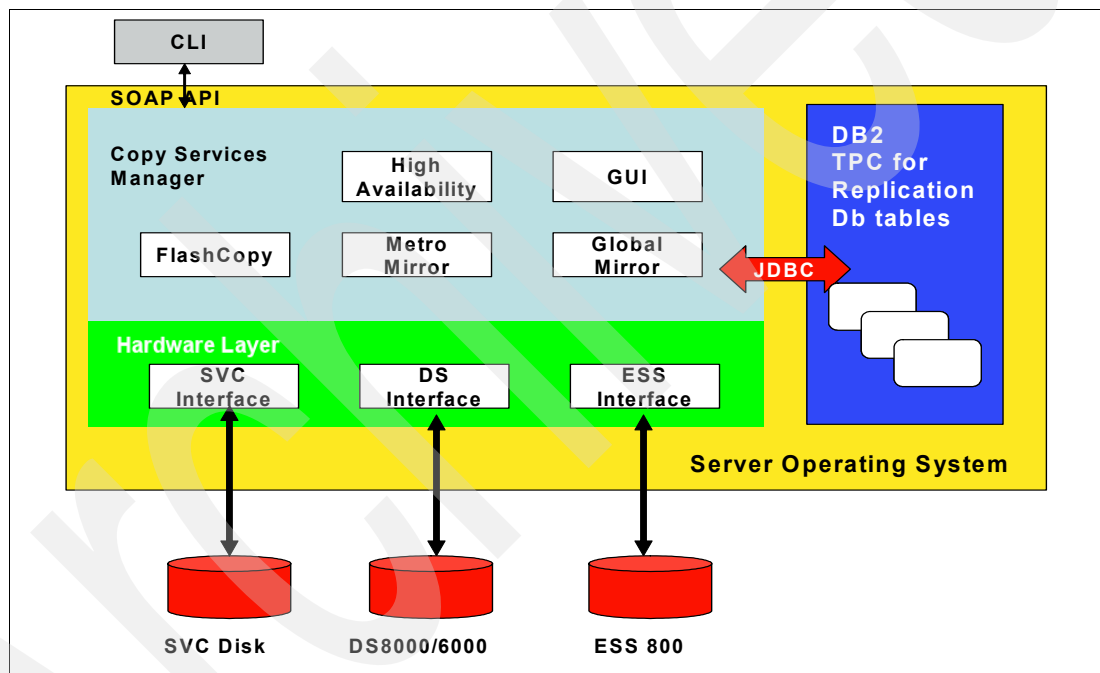 CLI
SOAP API
Copy Services
Manager
High
Availability
GUI
FlashCopy
Metro
Mirror
Global
Mirror
JDBC
DB2
TPC for
Replication
Db tables
Hardware Layer
SVC
Interface
DS
Interface
ESS
Interface
Server Operating System
SVC Disk
DS8000/6000
ESS 800